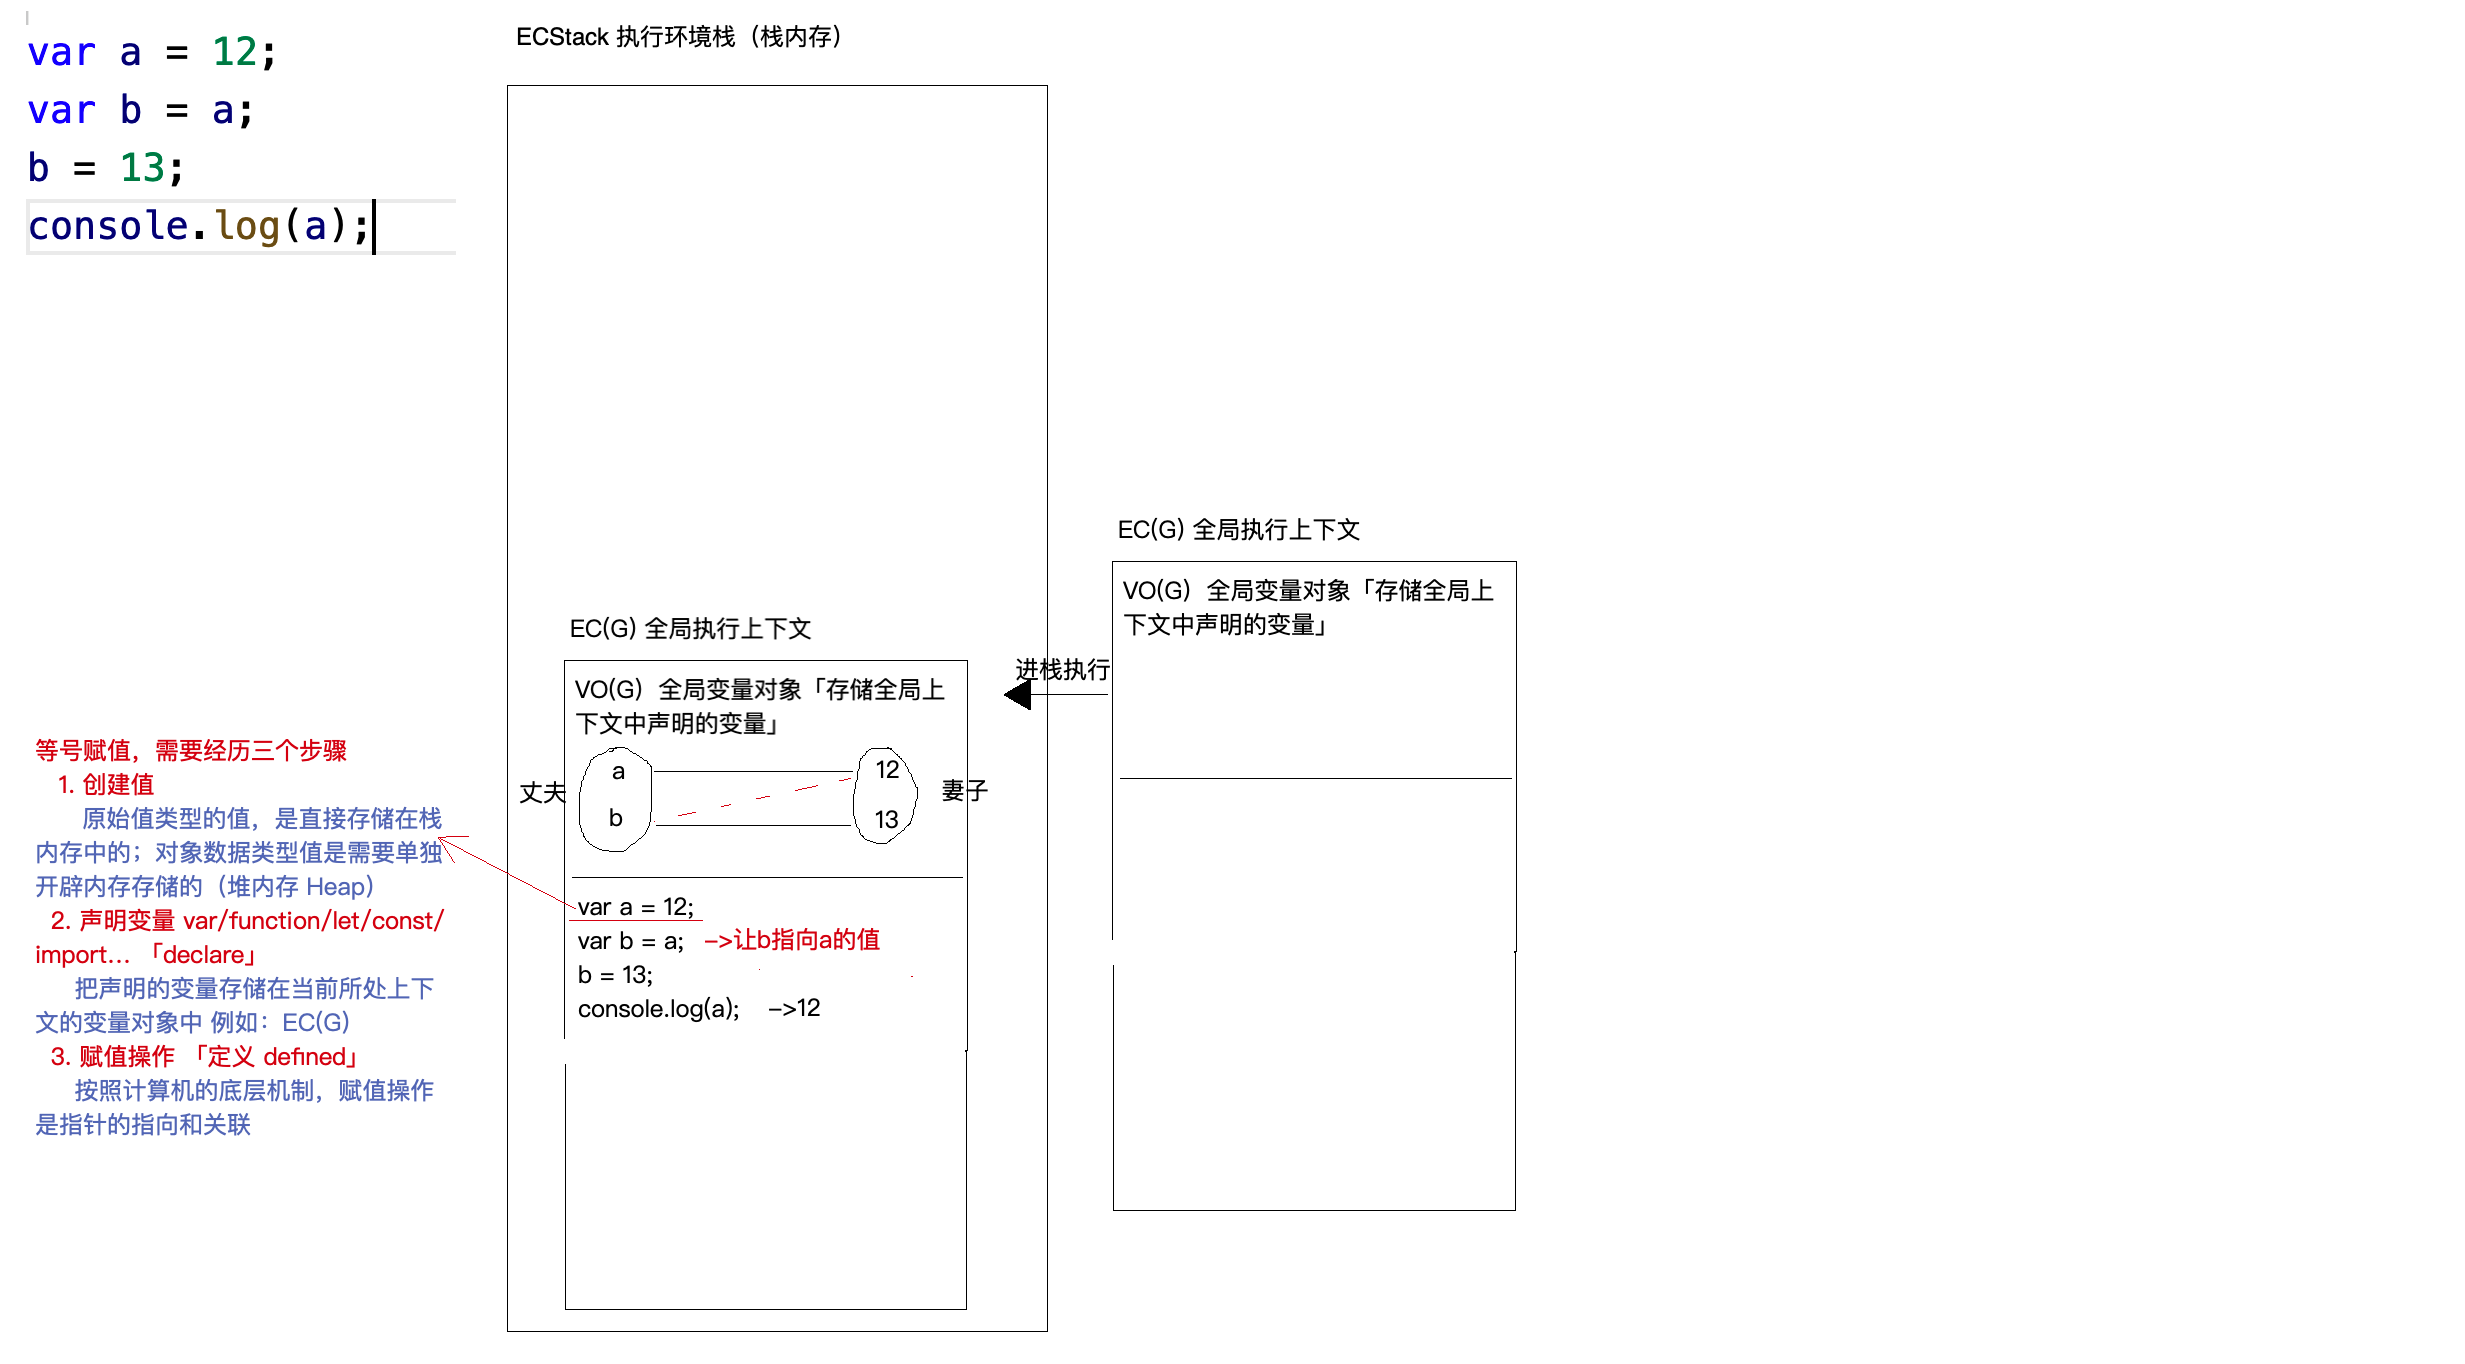 var a = 12;
var b = a;
b = 13;
console.log(a);
ECStack 执行环境栈（栈内存）
EC(G) 全局执行上下文
VO(G) 全局变量对象「存储全局上
下文中声明的变量」
进栈执行
EC(G) 全局执行上下文
VO(G) 全局变量对象「存储全局上
下文中声明的变量」
丈夫
a
b
12
13
妻子
var a = 12;
var b = a; –>让b指向a的值
b = 13;
console.log(a); –>12
等号赋值，需要经历三个步骤
1. 创建值
原始值类型的值，是直接存储在栈
内存中的；对象数据类型值是需要单独
开辟内存存储的（堆内存 Heap）
2. 声明变量 var/function/let/const/
import... 「declare」
把声明的变量存储在当前所处上下
文的变量对象中 例如：EC(G)
3. 赋值操作 「定义 defined」
按照计算机的底层机制，赋值操作
是指针的指向和关联